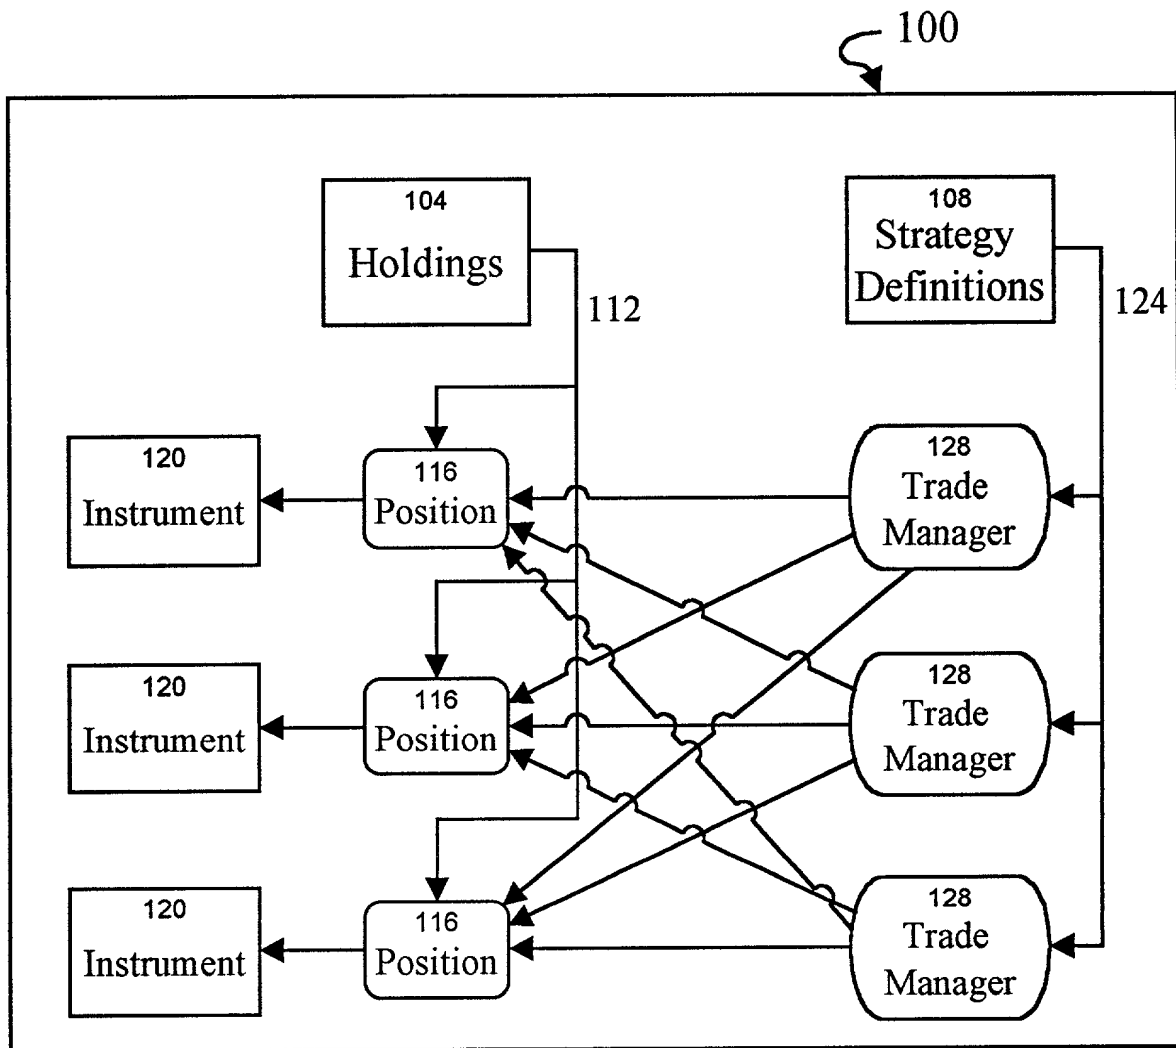 100
104
Holdings
108
Strategy
Definitions
112
124
120
Instrument
116
Position
128
Trade
Manager
120
Instrument
116
Position
128
Trade
Manager
120
Instrument
116
Position
128
Trade
Manager